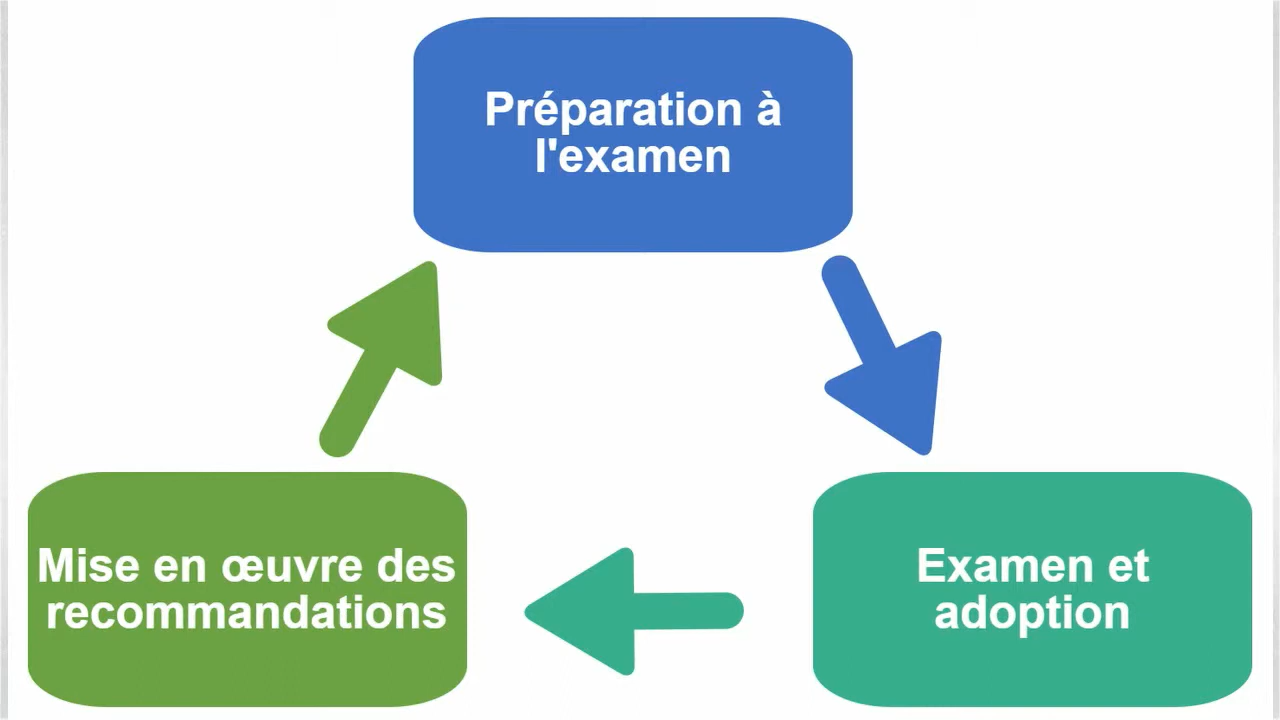 Préparation à
l'examen
Examen et
adoption
Mise en œuvre des
recommandations